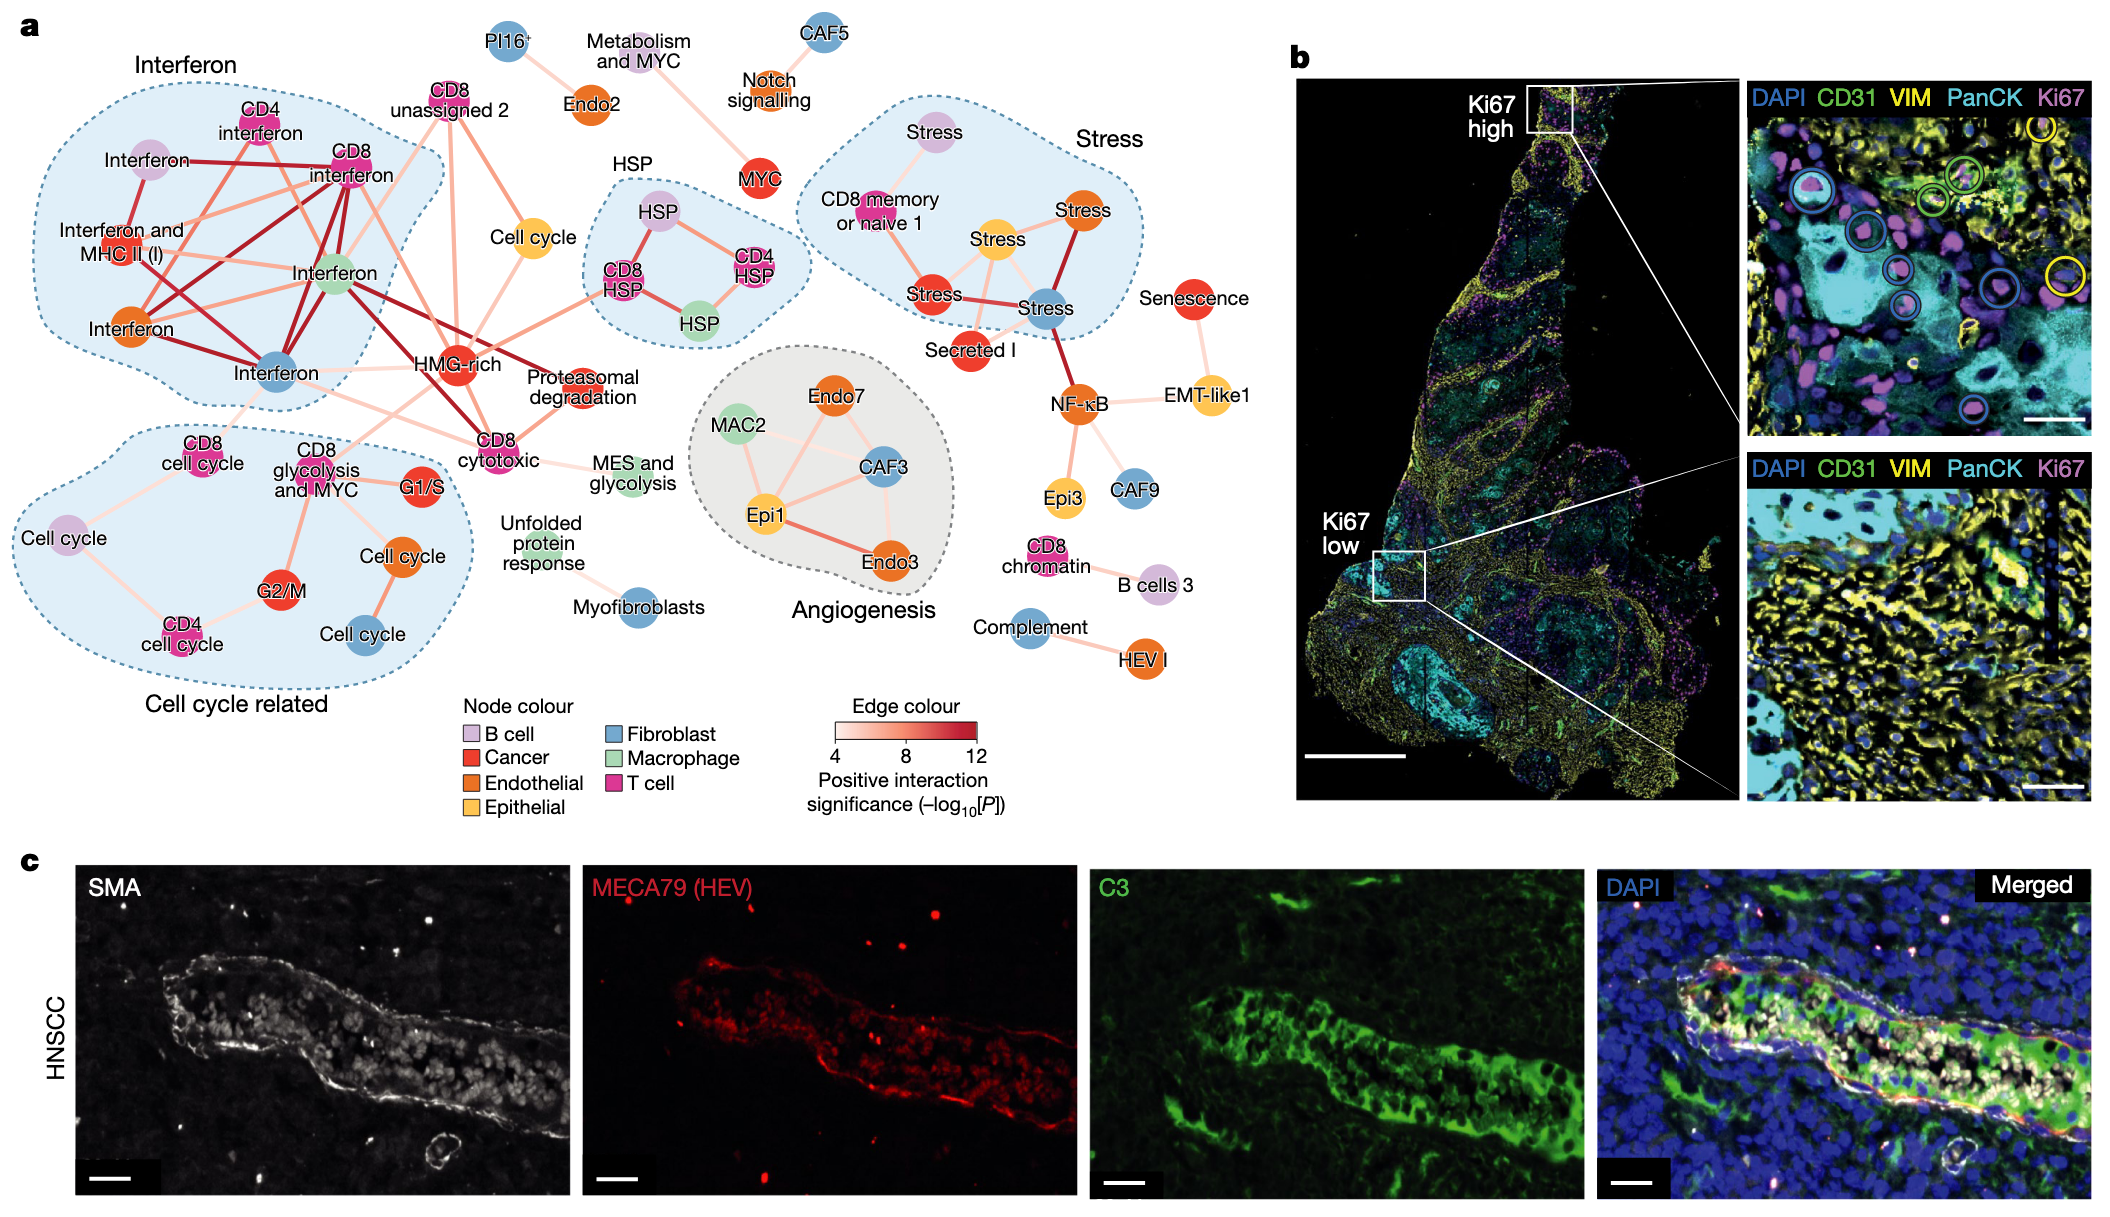 a
Interferon
CD4
interferon
Interferon
CD8
interferon
Interferon and
MHC II (I)
Interferon
Interferon
Interferon
CD8
unassigned 2
PI16+
Endo2
Metabolism
and MYC
MYC
CAF5
Notch
signalling
Cell cycle
HSP
HSP
CD8
HSP
CD4
HSP
HSP
Stress
Stress
CD8 memory
or naive 1
Stress
Stress
Stress
Stress
Secreted I
Senescence
EMT-like1
NF-κB
Epi3
CAF9
HMG-rich
Proteasomal
degradation
CD8
cytotoxic
MES and
glycolysis
Unfolded
protein
response
Myofibroblasts
Endo7
MAC2
CAF3
Epi1
Endo3
Angiogenesis
CD8
chromatin
B cells 3
Complement
HEV I
CD8
cell cycle
CD8
glycolysis
and MYC
G1/S
Cell cycle
Cell cycle
G2/M
CD4
cell cycle
Cell cycle
Cell cycle related
Node colour
B cell
Cancer
Endothelial
Epithelial
Fibroblast
Macrophage
T cell
Edge colour
4 8 12
Positive interaction
significance (–log10[P])
b
Ki67
high
Ki67
low
DAPI CD31 VIM PanCK Ki67
DAPI CD31 VIM PanCK Ki67
c
HNSCC
SMA
MECA79 (HEV)
C3
DAPI
Merged